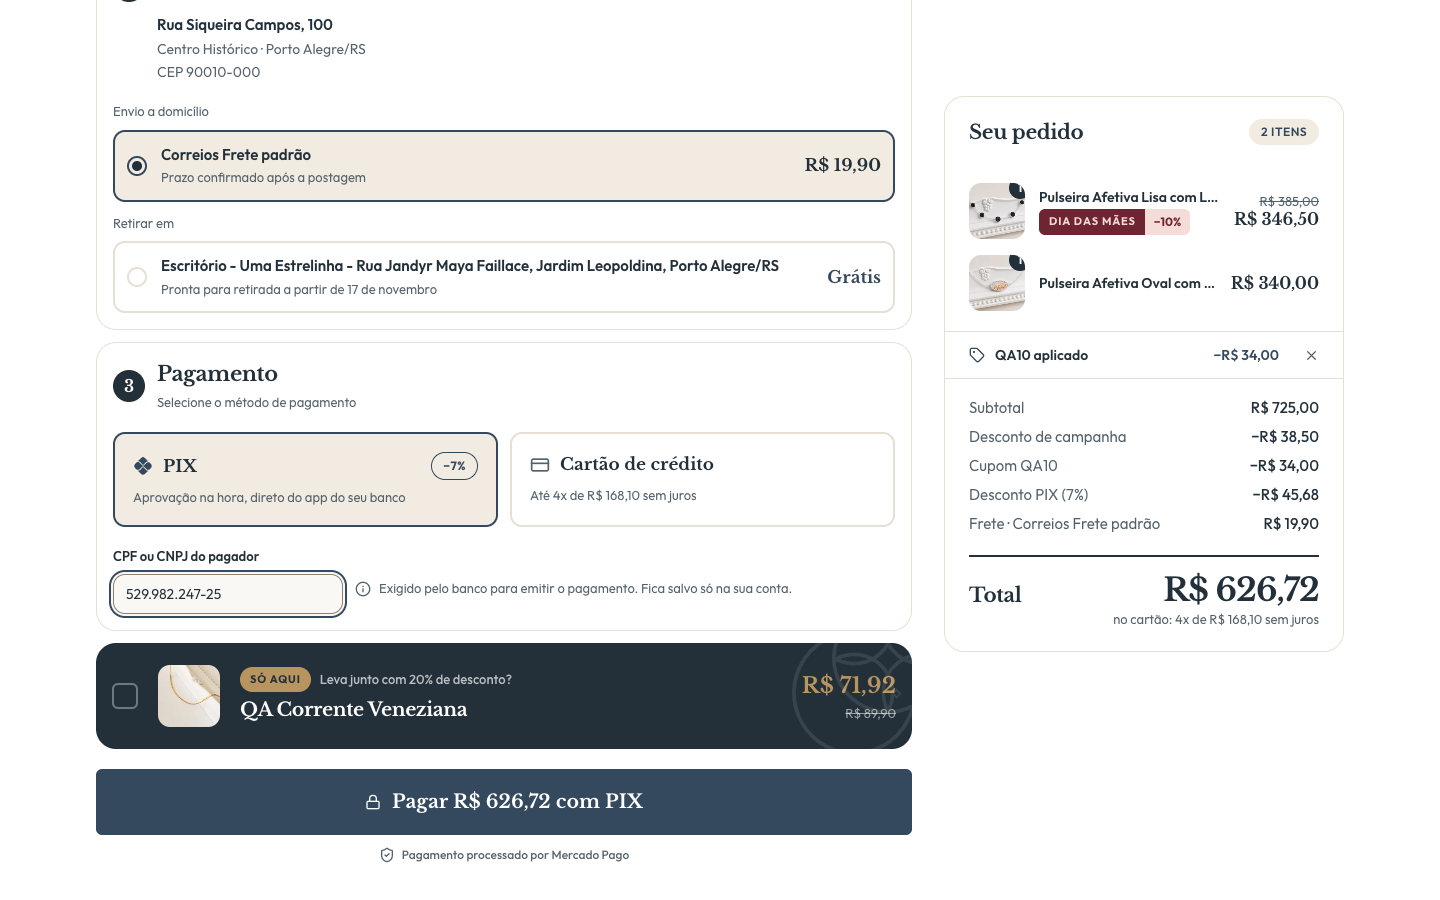 Rua Siqueira Campos, 100
Centro Histórico · Porto Alegre/RS
CEP 90010-000
Envio a domicílio
Correios Frete padrão
Prazo confirmado após a postagem
R$ 19,90
Retirar em
Escritório - Uma Estrelinha - Rua Jandyr Maya Faillace, Jardim Leopoldina, Porto Alegre/RS
Pronta para retirada a partir de 17 de novembro
Grátis
3
Pagamento
Selecione o método de pagamento
PIX
−7%
Aprovação na hora, direto do app do seu banco
Cartão de crédito
Até 4x de R$ 168,10 sem juros
CPF ou CNPJ do pagador
529.982.247-25
Exigido pelo banco para emitir o pagamento. Fica salvo só na sua conta.
SÓ AQUI
Leva junto com 20% de desconto?
QA Corrente Veneziana
R$ 71,92
R$ 89,90
Pagar R$ 626,72 com PIX
Pagamento processado por Mercado Pago
Seu pedido
2 ITENS
Pulseira Afetiva Lisa com L...
DIA DAS MÃES −10%
R$ 385,00
R$ 346,50
Pulseira Afetiva Oval com ...
R$ 340,00
QA10 aplicado
−R$ 34,00
Subtotal R$ 725,00
Desconto de campanha −R$ 38,50
Cupom QA10 −R$ 34,00
Desconto PIX (7%) −R$ 45,68
Frete · Correios Frete padrão R$ 19,90
Total R$ 626,72
no cartão: 4x de R$ 168,10 sem juros